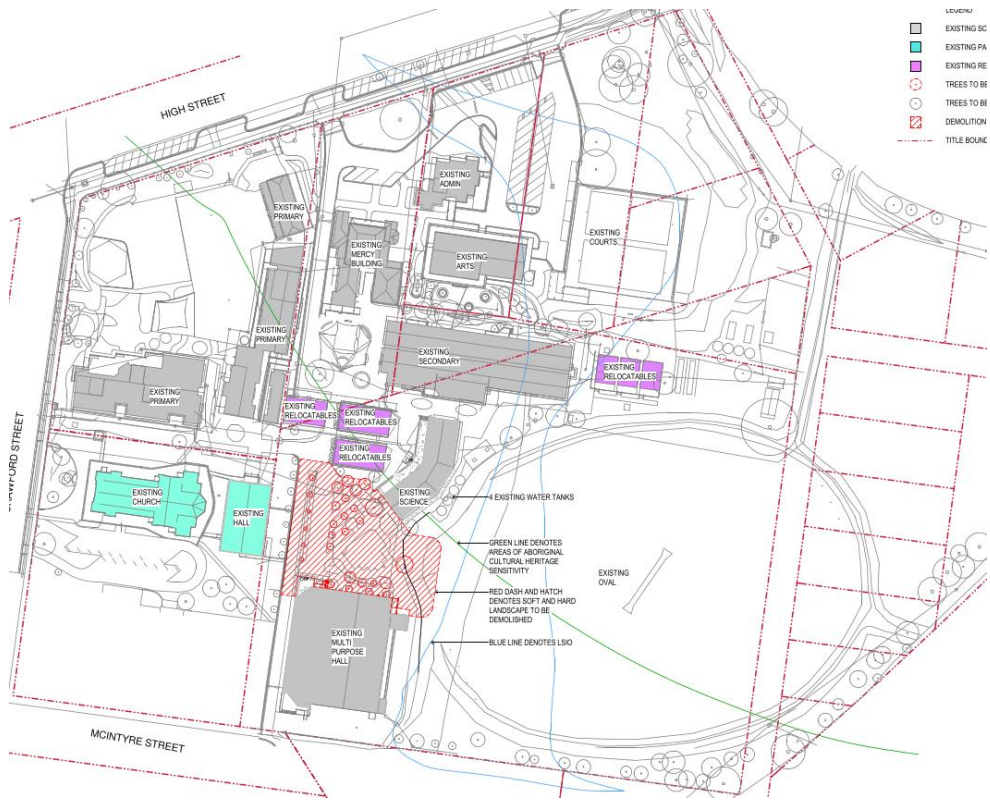 LEGEND
EXISTING SC
EXISTING PA
EXISTING RE
TREES TO BE
TREES TO BE
DEMOLITION
TITLE BOUND
HIGH STREET
EXISTING
ADMIN
EXISTING
PRIMARY
EXISTING
MERCY
BUILDING
EXISTING
ARTS
EXISTING
COURTS
EXISTING
PRIMARY
EXISTING
SECONDARY
EXISTING
RELOCATABLES
EXISTING
PRIMARY
EXISTING
RELOCATABLES
EXISTING
RELOCATABLES
EXISTING
RELOCATABLES
EXISTING
CHURCH
EXISTING
HALL
EXISTING
SCIENCE
4 EXISTING WATER TANKS
GREEN LINE DENOTES
AREAS OF ABORIGINAL
CULTURAL HERITAGE
SENSITIVITY
EXISTING
OVAL
RED DASH AND HATCH
DENOTES SOFT AND HARD
LANDSCAPE TO BE
DEMOLISHED
EXISTING
MULTI
PURPOSE
HALL
BLUE LINE DENOTES LSIO
MCINTYRE STREET
STREET